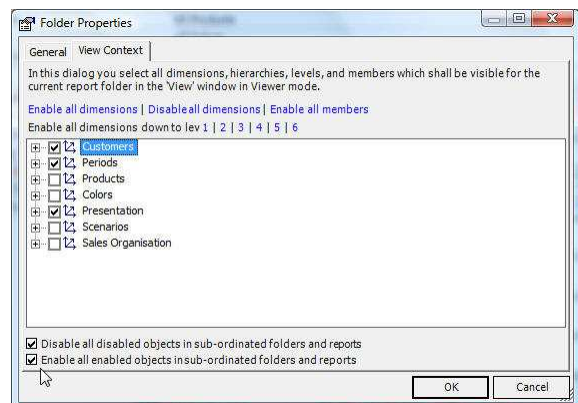 Folder Properties
General View Context
In this dialog you select all dimensions, hierarchies, levels, and members which shall be visible for the
current report folder in the 'View' window in Viewer mode.
Enable all dimensions | Disable all dimensions | Enable all members
Enable all dimensions down to lev 1 | 2 | 3 | 4 | 5 | 6
Customers
Periods
Products
Colors
Presentation
Scenarios
Sales Organisation
Disable all disabled objects in sub-ordinated folders and reports
Enable all enabled objects in sub-ordinated folders and reports
OK Cancel